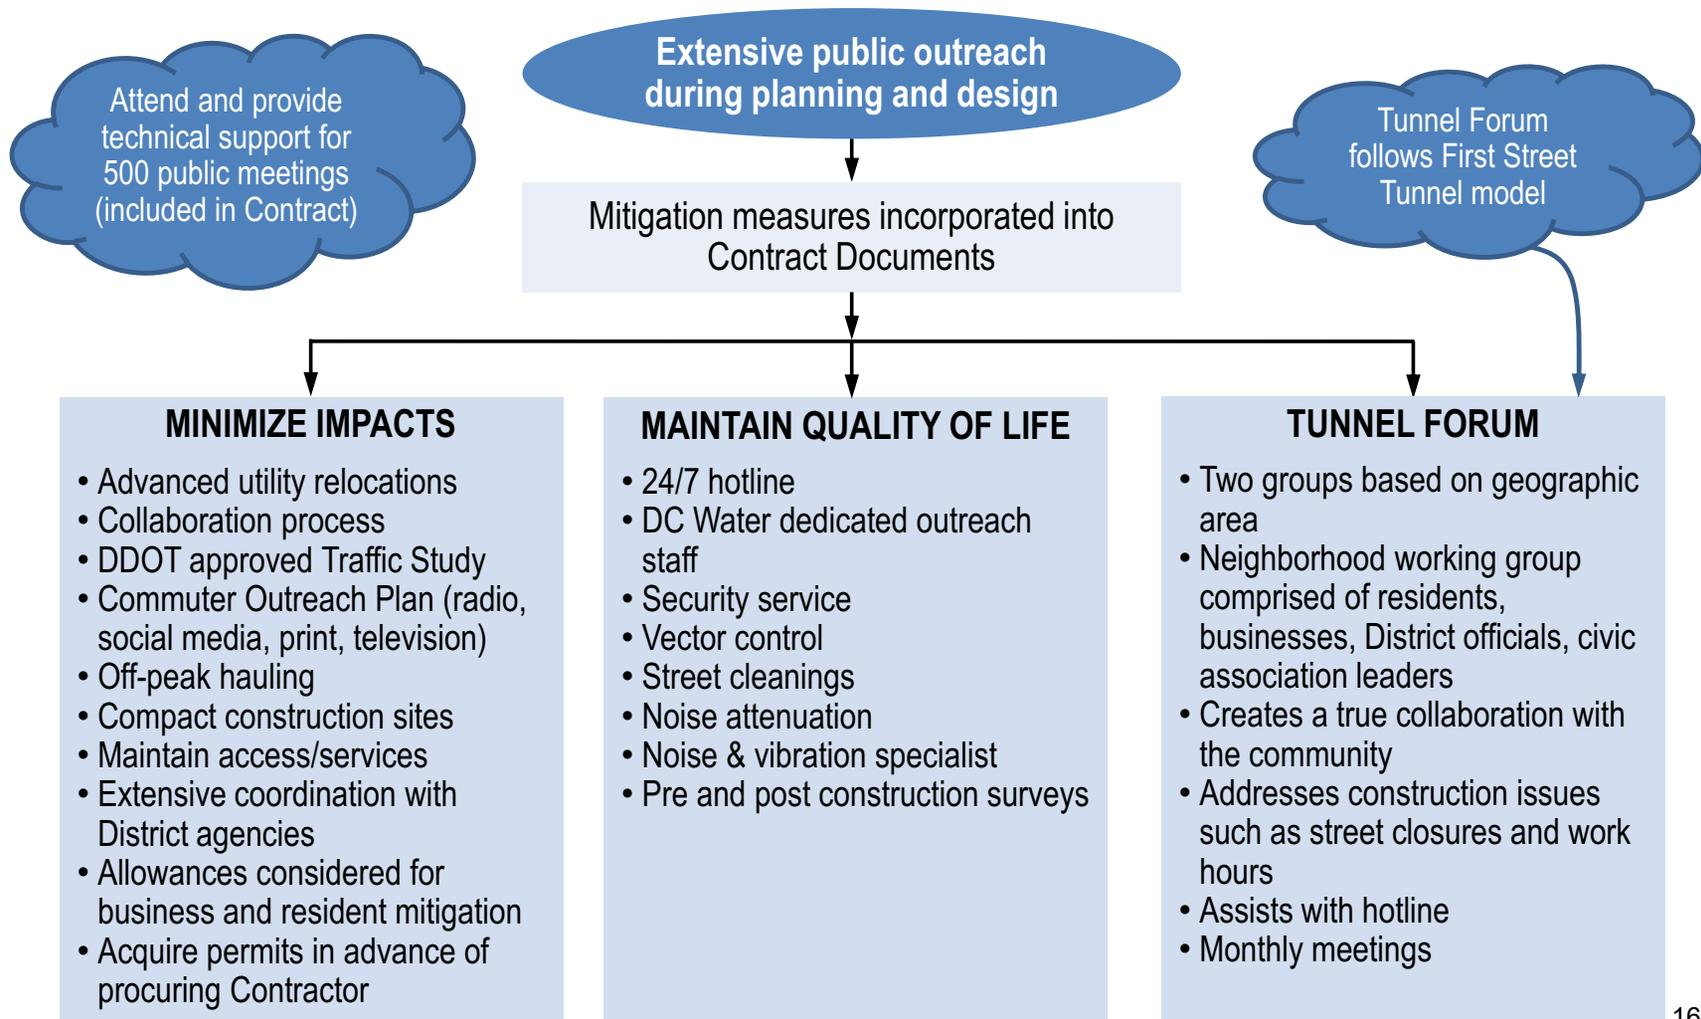 Extensive public outreach
during planning and design
Attend and provide
technical support for
500 public meetings
(included in Contract)
Tunnel Forum
follows First Street
Tunnel model
Mitigation measures incorporated into
Contract Documents
MINIMIZE IMPACTS
• Advanced utility relocations
• Collaboration process
• DDOT approved Traffic Study
• Commuter Outreach Plan (radio,
social media, print, television)
• Off-peak hauling
• Compact construction sites
• Maintain access/services
• Extensive coordination with
District agencies
• Allowances considered for
business and resident mitigation
• Acquire permits in advance of
procuring Contractor
MAINTAIN QUALITY OF LIFE
• 24/7 hotline
• DC Water dedicated outreach
staff
• Security service
• Vector control
• Street cleanings
• Noise attenuation
• Noise & vibration specialist
• Pre and post construction surveys
TUNNEL FORUM
• Two groups based on geographic
area
• Neighborhood working group
comprised of residents,
businesses, District officials, civic
association leaders
• Creates a true collaboration with
the community
• Addresses construction issues
such as street closures and work
hours
• Assists with hotline
• Monthly meetings
16